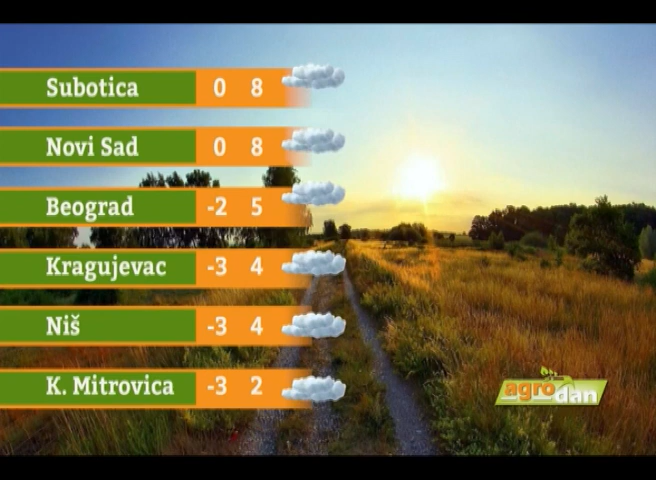 Subotica 0 8
Novi Sad 0 8
Beograd -2 5
Kragujevac -3 4
Niš -3 4
K. Mitrovica -3 2
agro
dan